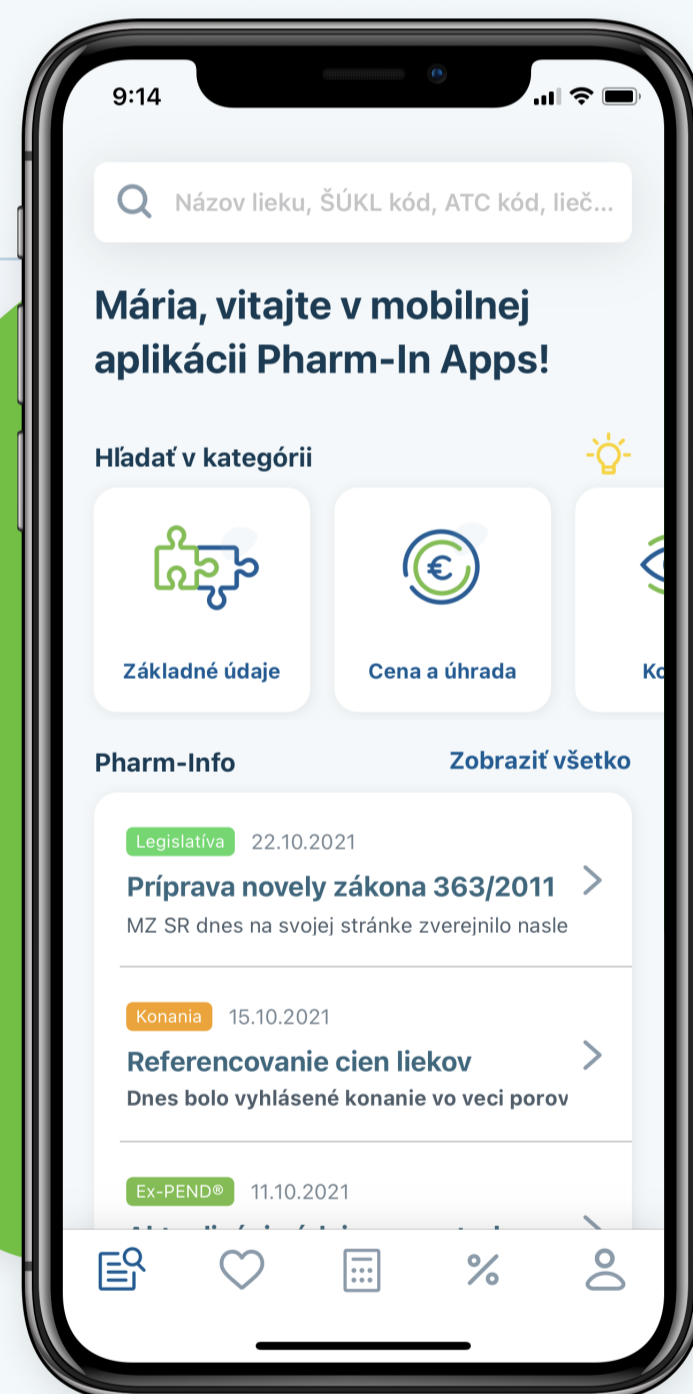 9:14
Názov lieku, ŠÚKL kód, ATC kód, lieč...
Mária, vitajte v mobilnej
aplikácii Pharm-In Apps!
Hľadať v kategórii
€
Základné údaje
Cena a úhrada
Pharm-Info
Zobraziť všetko
Legislatíva 22.10.2021
Príprava novely zákona 363/2011
MZ SR dnes na svojej stránke zverejnilo nasle
Konania 15.10.2021
Referencovanie cien liekov
Dnes bolo vyhlásené konanie vo veci porov
Ex-PEND® 11.10.2021
%